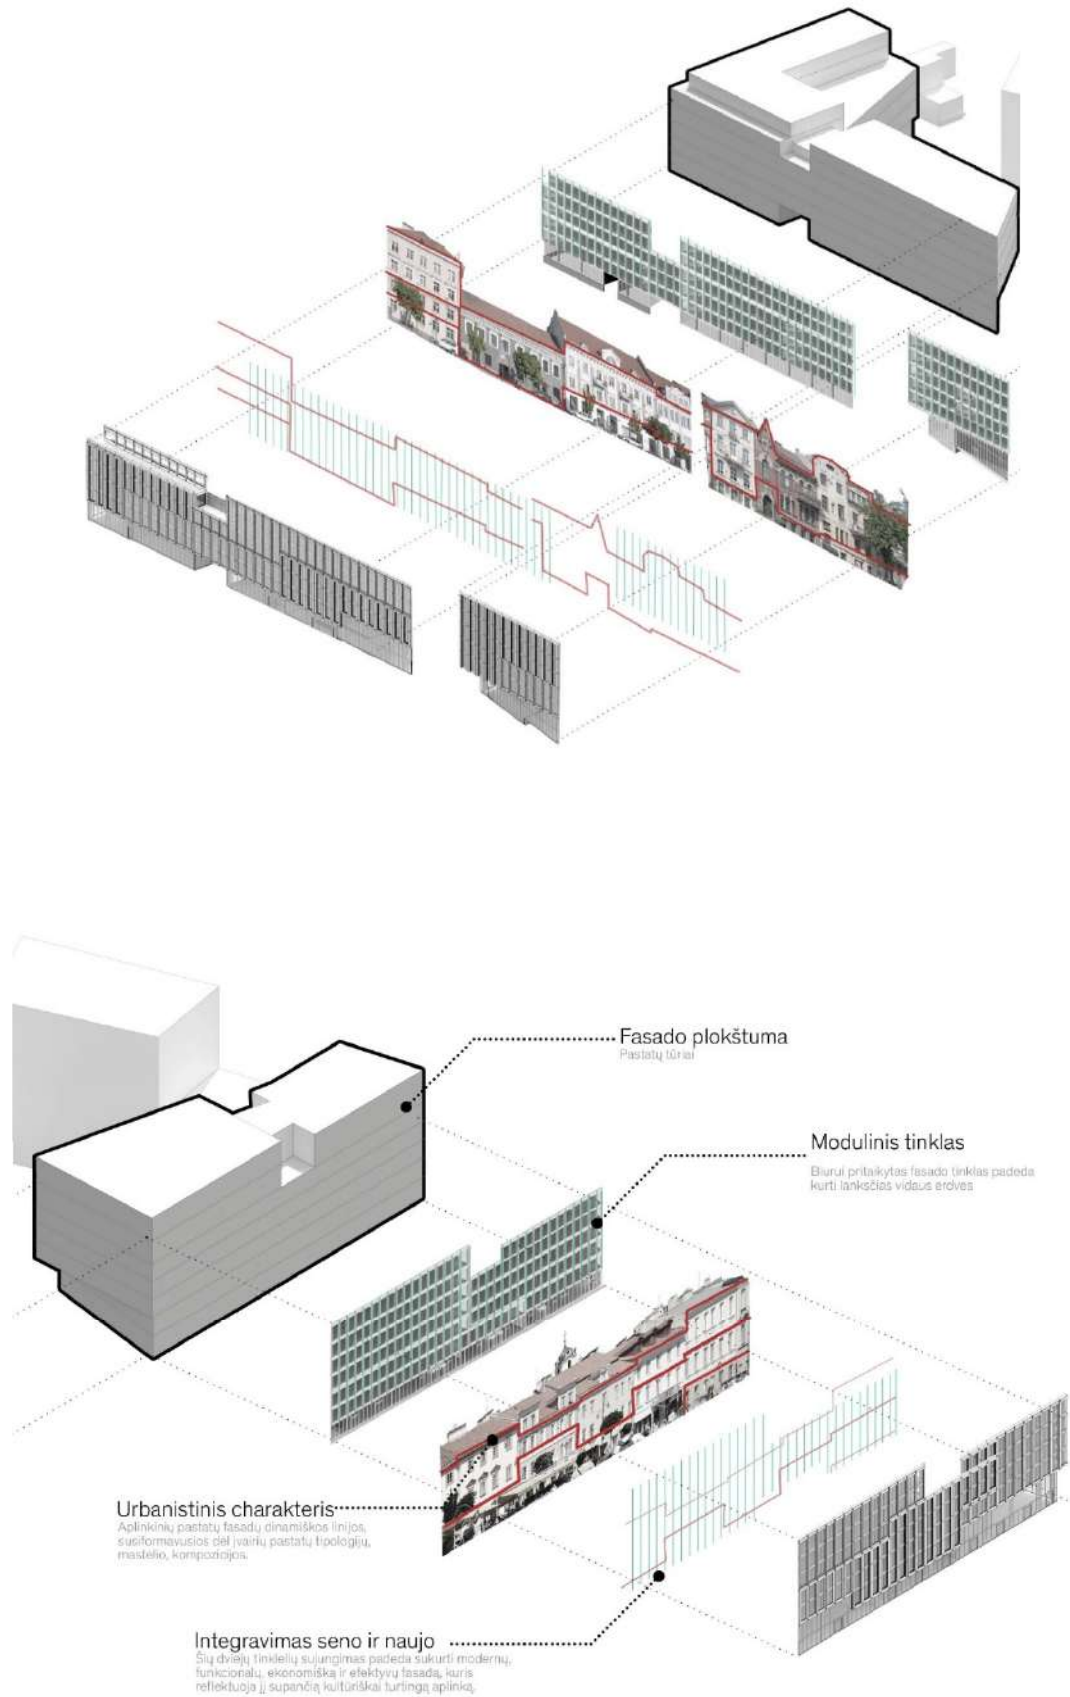 Fasado plokštuma
Pastatų tūriai
Modulinis tinklas
Biurui pritaikytas fasado tinklas padeda
kurti lanksčias vidaus erdves
Urbanistinis charakteris
Aplinkinių pastatų fasadų dinamiškos linijos,
susiformavusios dėl įvairių pastatų tipologijų,
mastelio, kompozicijos.
Integravimas seno ir naujo
Šių dviejų tinklelių sujungimas padeda sukurti modernų,
funkcionalų, ekonomišką ir efektyvų fasadą, kuris
reflektuoja jį supančią kultūriškai turtingą aplinką.